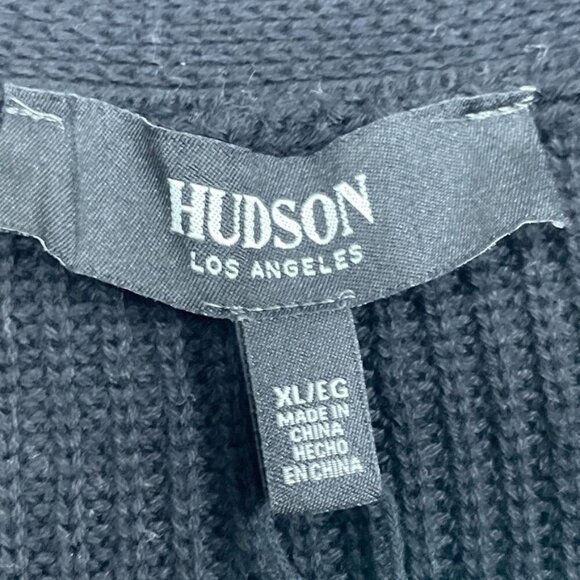 HUDSON
LOS ANGELES
XL/EG
MADE IN
CHINA
HECHO
EN CHINA